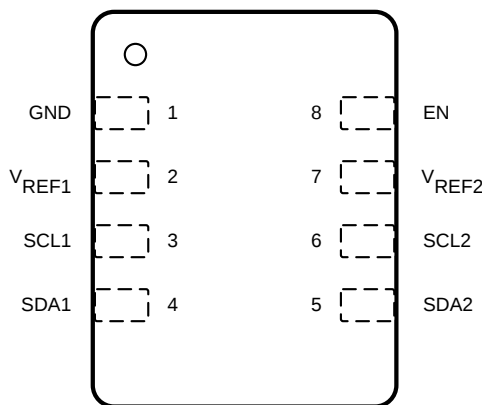 GND 1 8 EN
VREF1 2 7 VREF2
SCL1 3 6 SCL2
SDA1 4 5 SDA2